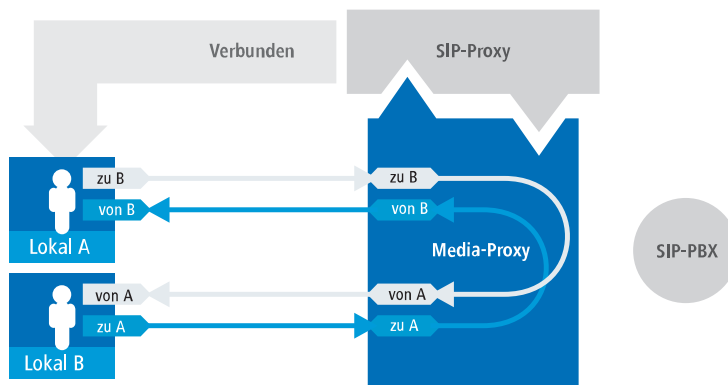 Verbunden
SIP-Proxy
zu B
zu B
von B
von B
Lokal A
Media-Proxy
SIP-PBX
von A
von A
zu A
zu A
Lokal B